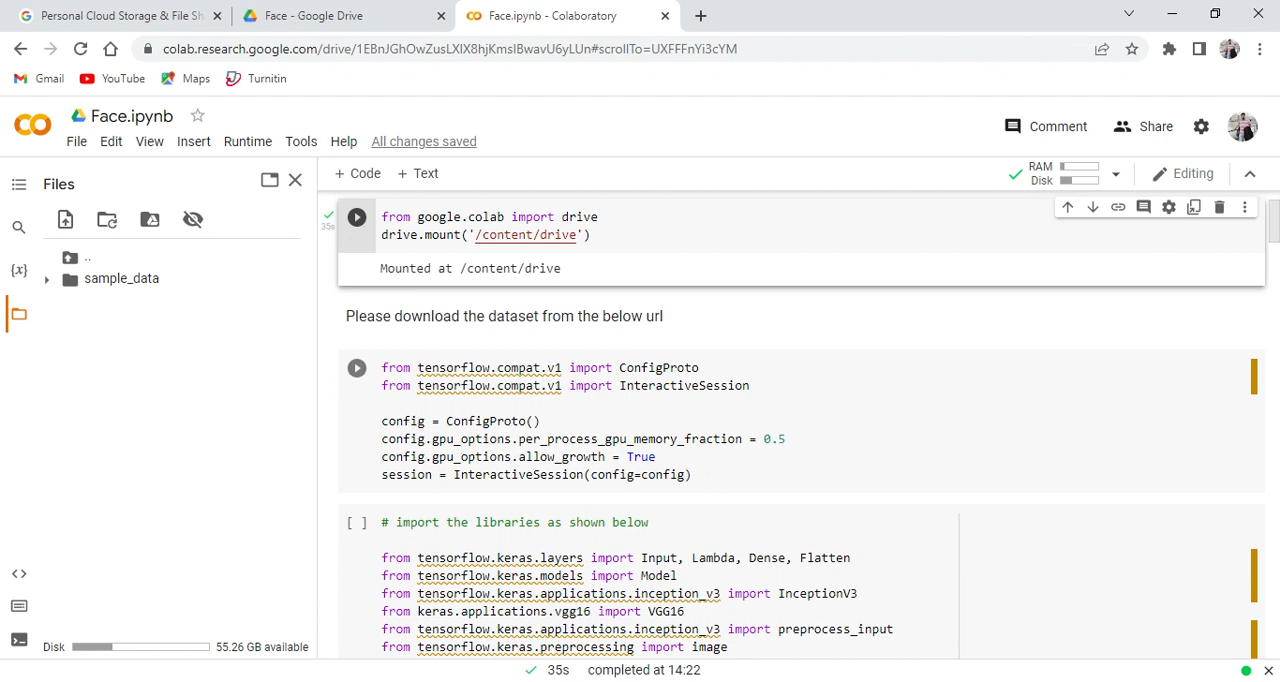 Personal Cloud Storage & File Sh
Face - Google Drive
Face.ipynb - Colaboratory
colab.research.google.com/drive/1EBnJGhOwZusLXlX8hjKmsIBwavU6yLUn#scrollTo=UXFFFnYi3cYM
Gmail
YouTube
Maps
Turnitin
Face.ipynb
File Edit View Insert Runtime Tools Help All changes saved
Comment
Share
Files
+ Code + Text
RAM
Disk
Editing
..
sample_data
35s
from google.colab import drive
drive.mount('/content/drive')
Mounted at /content/drive
Please download the dataset from the below url
from tensorflow.compat.v1 import ConfigProto
from tensorflow.compat.v1 import InteractiveSession
config = ConfigProto()
config.gpu_options.per_process_gpu_memory_fraction = 0.5
config.gpu_options.allow_growth = True
session = InteractiveSession(config=config)
[ ] # import the libraries as shown below
from tensorflow.keras.layers import Input, Lambda, Dense, Flatten
from tensorflow.keras.models import Model
from tensorflow.keras.applications.inception_v3 import InceptionV3
from keras.applications.vgg16 import VGG16
from tensorflow.keras.applications.inception_v3 import preprocess_input
from tensorflow.keras.preprocessing import image
{x}
<>
Disk 55.26 GB available
35s completed at 14:22